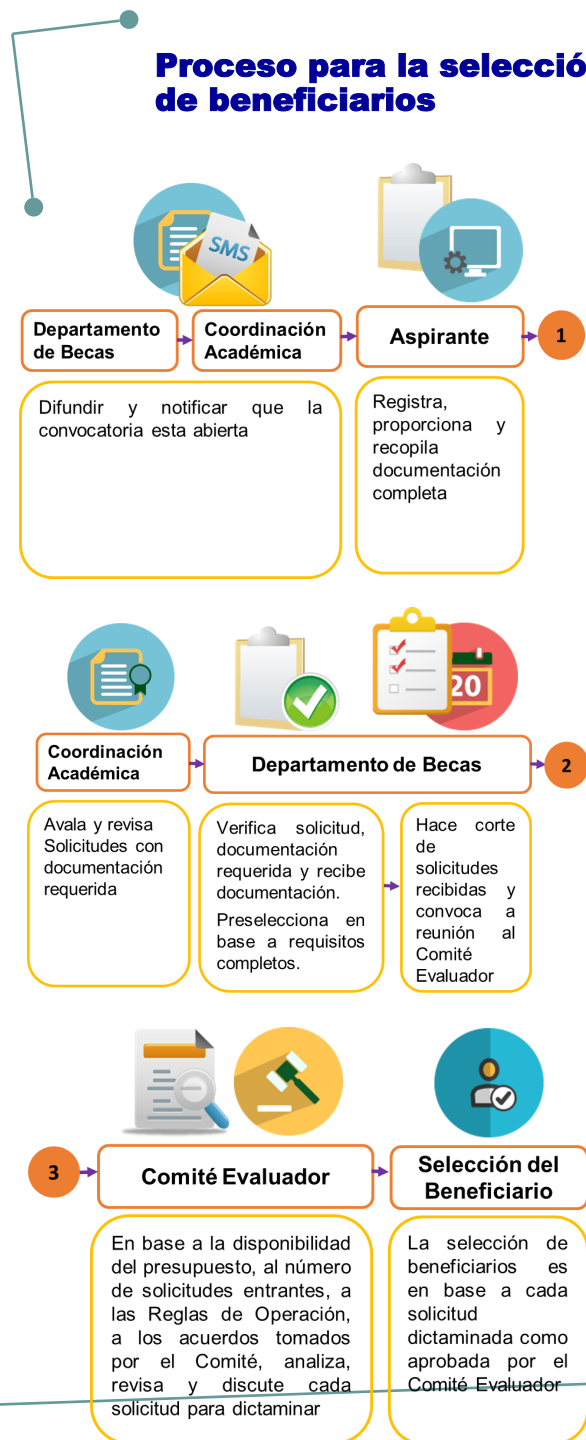 Proceso para la selecció
de beneficiarios
SMS
Departamento
de Becas
Coordinación
Académica
Aspirante
1
Difundir y notificar que la
convocatoria esta abierta
Registra,
proporciona y
recopila
documentación
completa
20
Coordinación
Académica
Departamento de Becas
2
Avala y revisa
Solicitudes con
documentación
requerida
Verifica solicitud,
documentación
requerida y recibe
documentación.
Preselecciona en
base a requisitos
completos.
Hace corte
de
solicitudes
recibidas y
convoca a
reunión al
Comité
Evaluador
3
Comité Evaluador
Selección del
Beneficiario
En base a la disponibilidad
del presupuesto, al número
de solicitudes entrantes, a
las Reglas de Operación,
a los acuerdos tomados
por el Comité, analiza,
revisa y discute cada
solicitud para dictaminar
La selección de
beneficiarios es
en base a cada
solicitud
dictaminada como
aprobada por el
Comité Evaluador